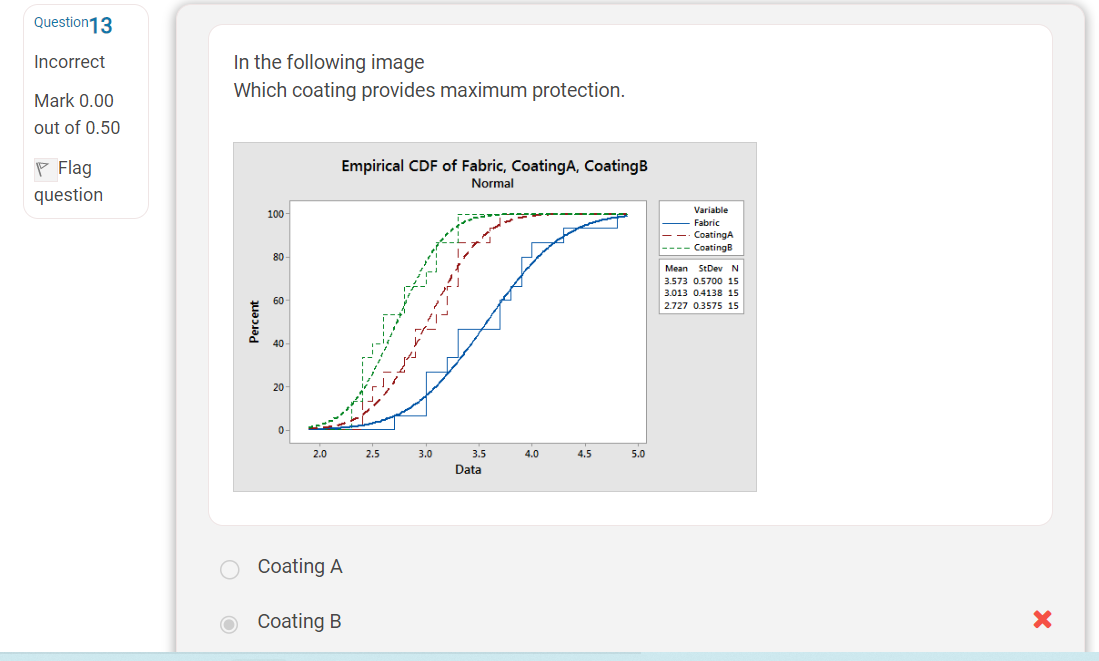 Question13
Incorrect
Mark 0.00
out of 0.50
Flag
question
In the following image
Which coating provides maximum protection.
Empirical CDF of Fabric, CoatingA, CoatingB
Normal
Percent
100
80
60
40
20
0
2.0 2.5 3.0 3.5 4.0 4.5 5.0
Data
Variable
Fabric
CoatingA
CoatingB
Mean StDev N
3.573 0.5700 15
3.013 0.4138 15
2.727 0.3575 15
Coating A
Coating B